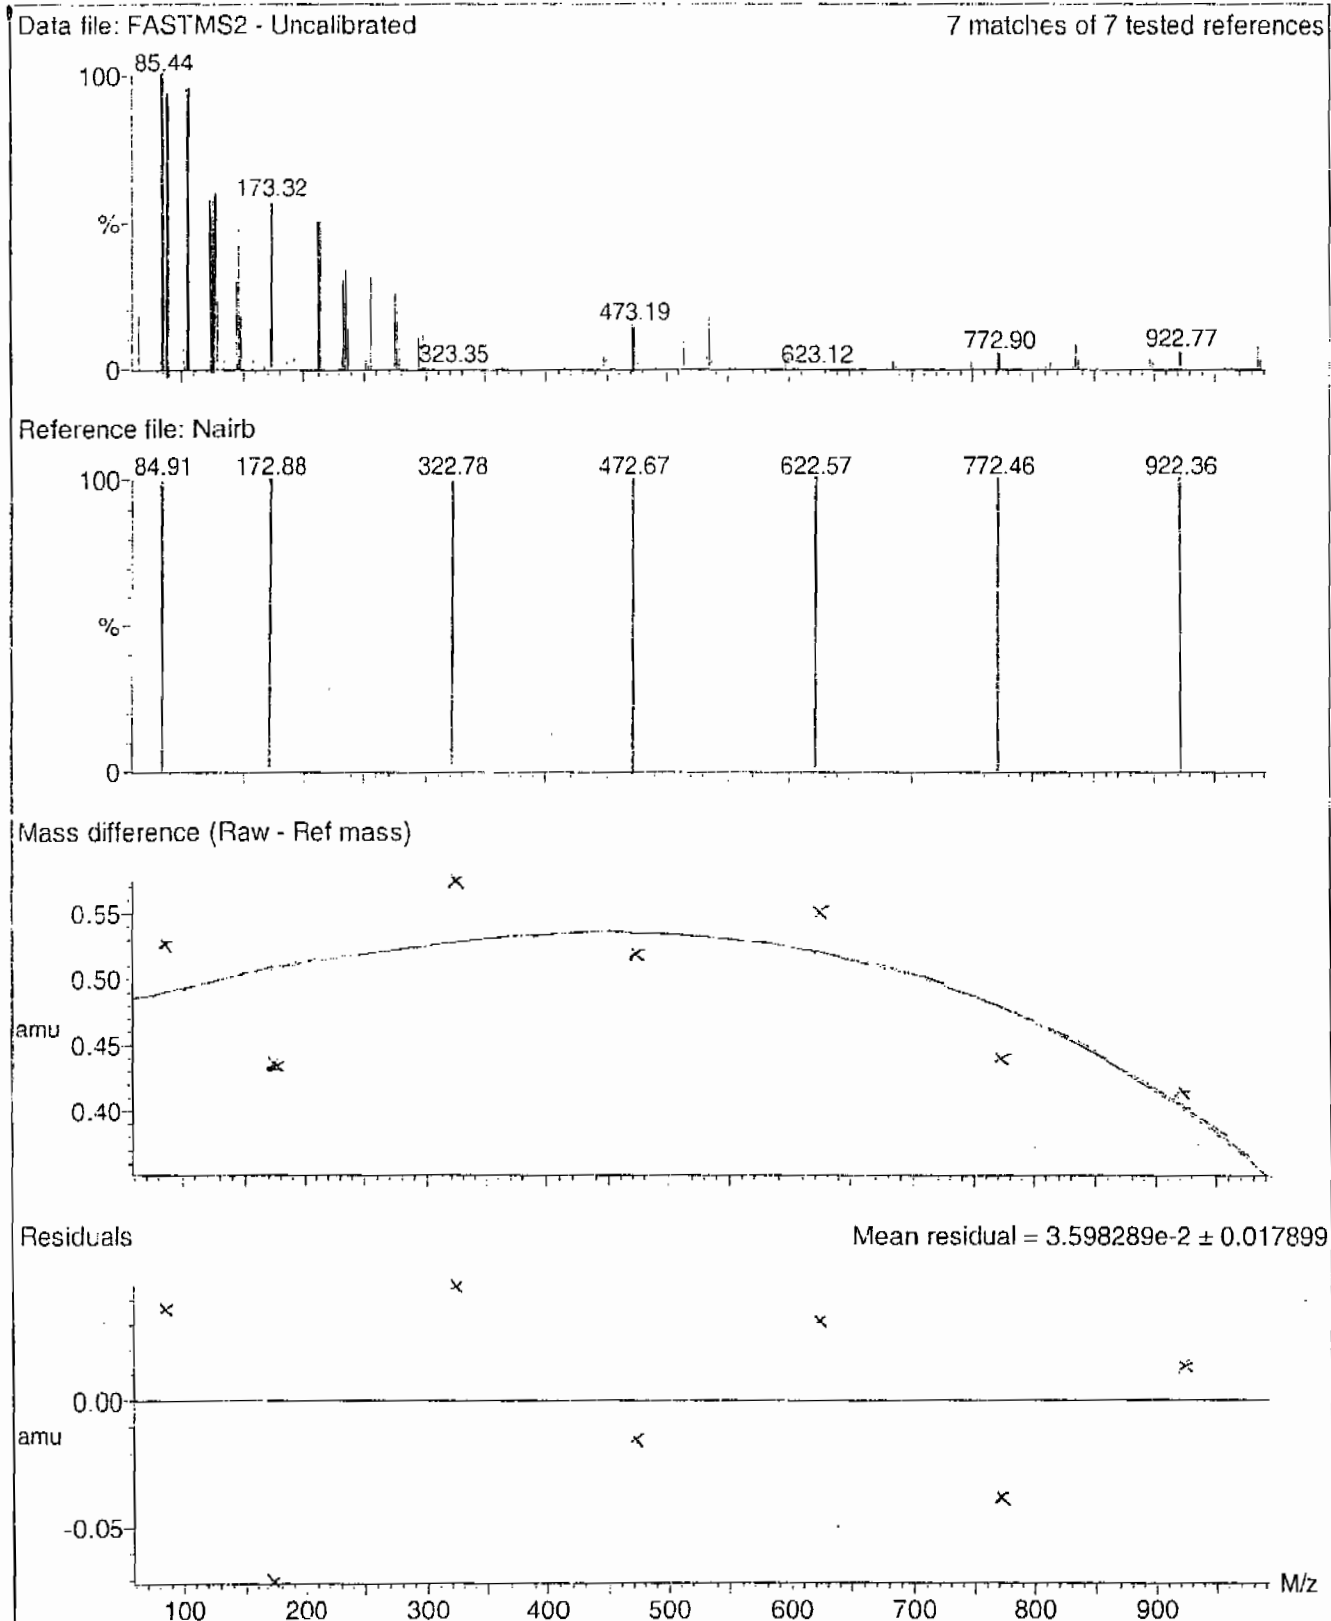 Data file: FASTMS2 - Uncalibrated 7 matches of 7 tested references
100 85.44
173.32
%
473.19
772.90 922.77
323.35 623.12
0
Reference file: Nairb
84.91 172.88 322.78 472.67 622.57 772.46 922.36
100
%
0
Mass difference (Raw - Ref mass)
0.55
0.50
amu
0.45
0.40
Residuals Mean residual = 3.598289e-2 ± 0.017899
0.00
amu
-0.05
M/z
100 200 300 400 500 600 700 800 900